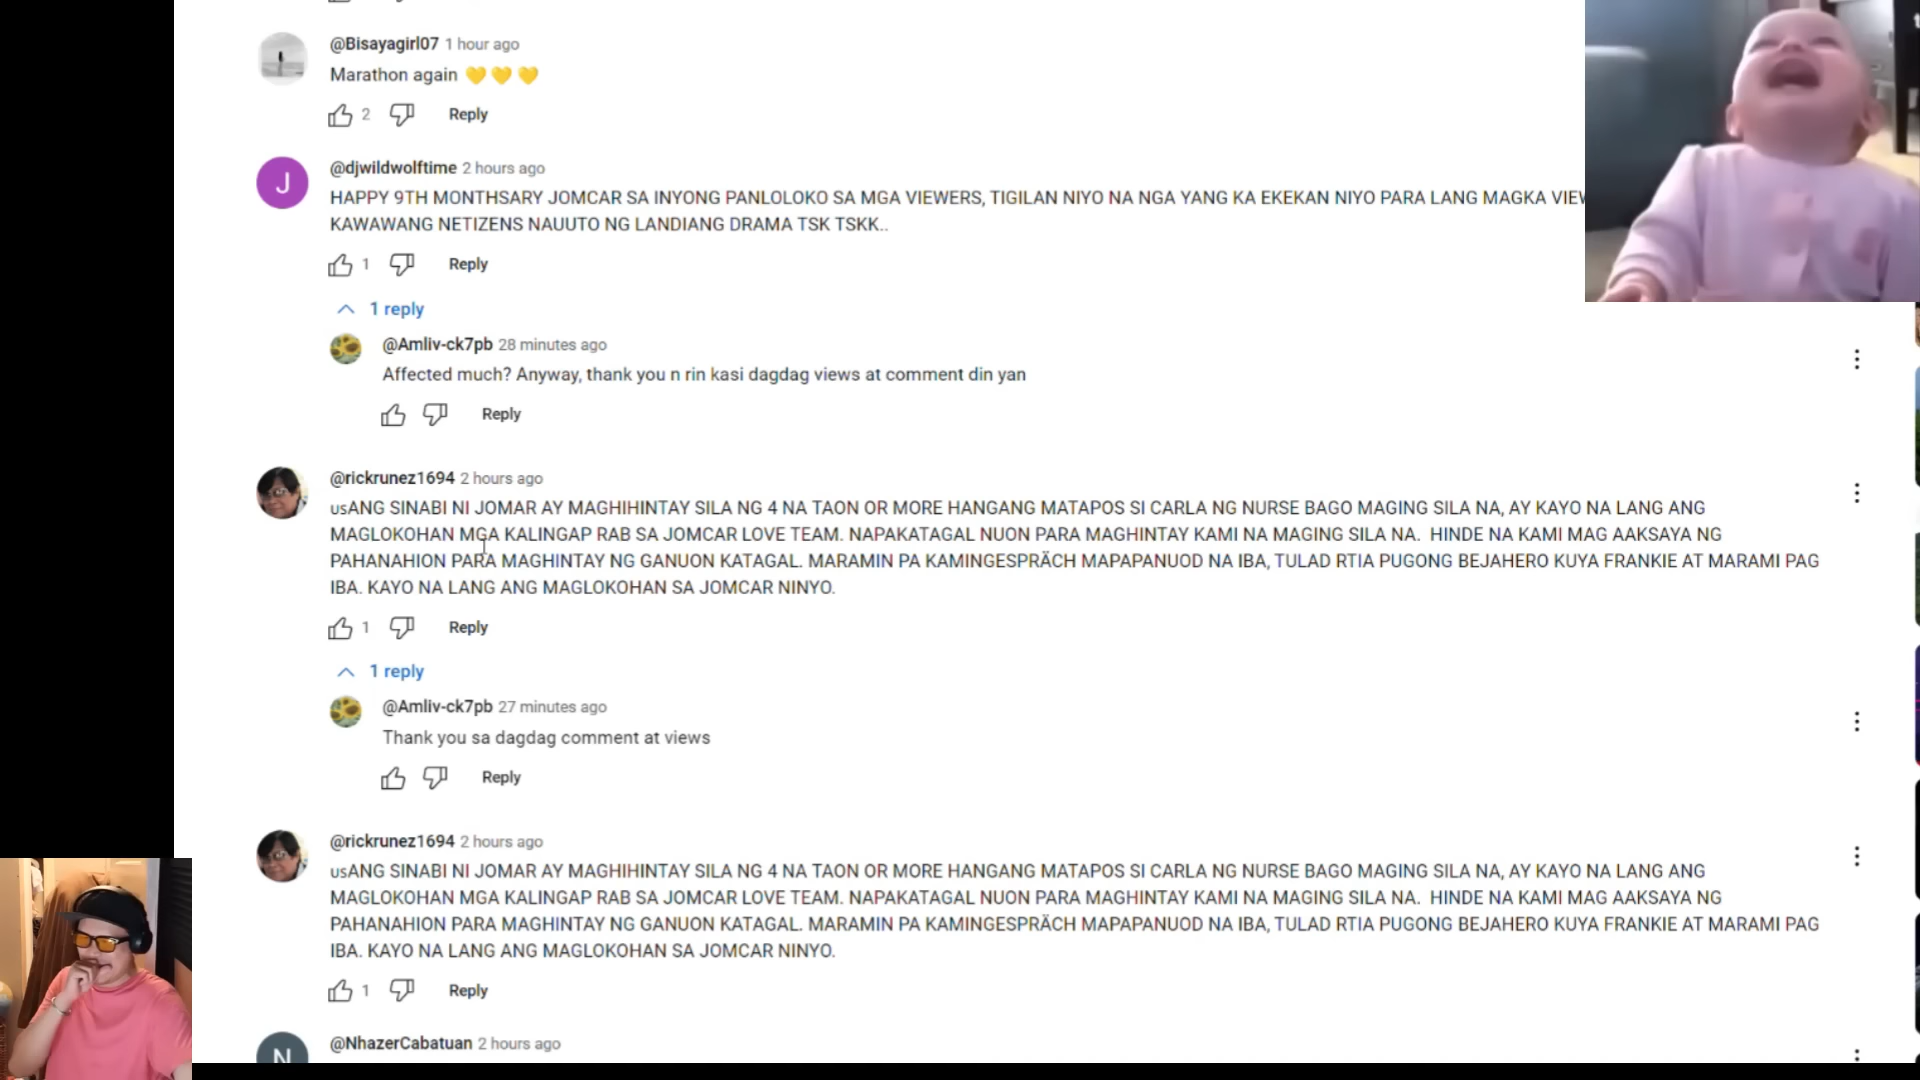 @Bisayagirl07 1 hour ago
Marathon again 💛 💛 💛
2 Reply
J
@djwildwolftime 2 hours ago
HAPPY 9TH MONTHSARY JOMCAR SA INYONG PANLOLOKO SA MGA VIEWERS, TIGILAN NIYO NA NGA YANG KA EKEKAN NIYO PARA LANG MAGKA
KAWAWANG NETIZENS NAUUTO NG LANDIANG DRAMA TSK TSKK..
1 Reply
1 reply
@Amliv-ck7pb 28 minutes ago
Affected much? Anyway, thank you n rin kasi dagdag views at comment din yan
Reply
@rickrunez1694 2 hours ago
usANG SINABI NI JOMAR AY MAGHIHINTAY SILA NG 4 NA TAON OR MORE HANGANG MATAPOS SI CARLA NG NURSE BAGO MAGING SILA NA, AY KAYO NA LANG ANG
MAGLOKOHAN MGA KALINGAP RAB SA JOMCAR LOVE TEAM. NAPAKATAGAL NUON PARA MAGHINTAY KAMI NA MAGING SILA NA. HINDE NA KAMI MAG AAKSAYA NG
PAHANAHION PARA MAGHINTAY NG GANUON KATAGAL. MARAMIN PA KAMINGESPRÄCH MAPAPANUOD NA IBA, TULAD RTIA PUGONG BEJAHERO KUYA FRANKIE AT MARAMI PAG
IBA. KAYO NA LANG ANG MAGLOKOHAN SA JOMCAR NINYO.
1 Reply
1 reply
@Amliv-ck7pb 27 minutes ago
Thank you sa dagdag comment at views
Reply
@rickrunez1694 2 hours ago
usANG SINABI NI JOMAR AY MAGHIHINTAY SILA NG 4 NA TAON OR MORE HANGANG MATAPOS SI CARLA NG NURSE BAGO MAGING SILA NA, AY KAYO NA LANG ANG
MAGLOKOHAN MGA KALINGAP RAB SA JOMCAR LOVE TEAM. NAPAKATAGAL NUON PARA MAGHINTAY KAMI NA MAGING SILA NA. HINDE NA KAMI MAG AAKSAYA NG
PAHANAHION PARA MAGHINTAY NG GANUON KATAGAL. MARAMIN PA KAMINGESPRÄCH MAPAPANUOD NA IBA, TULAD RTIA PUGONG BEJAHERO KUYA FRANKIE AT MARAMI PAG
IBA. KAYO NA LANG ANG MAGLOKOHAN SA JOMCAR NINYO.
1 Reply
N
@NhazerCabatuan 2 hours ago